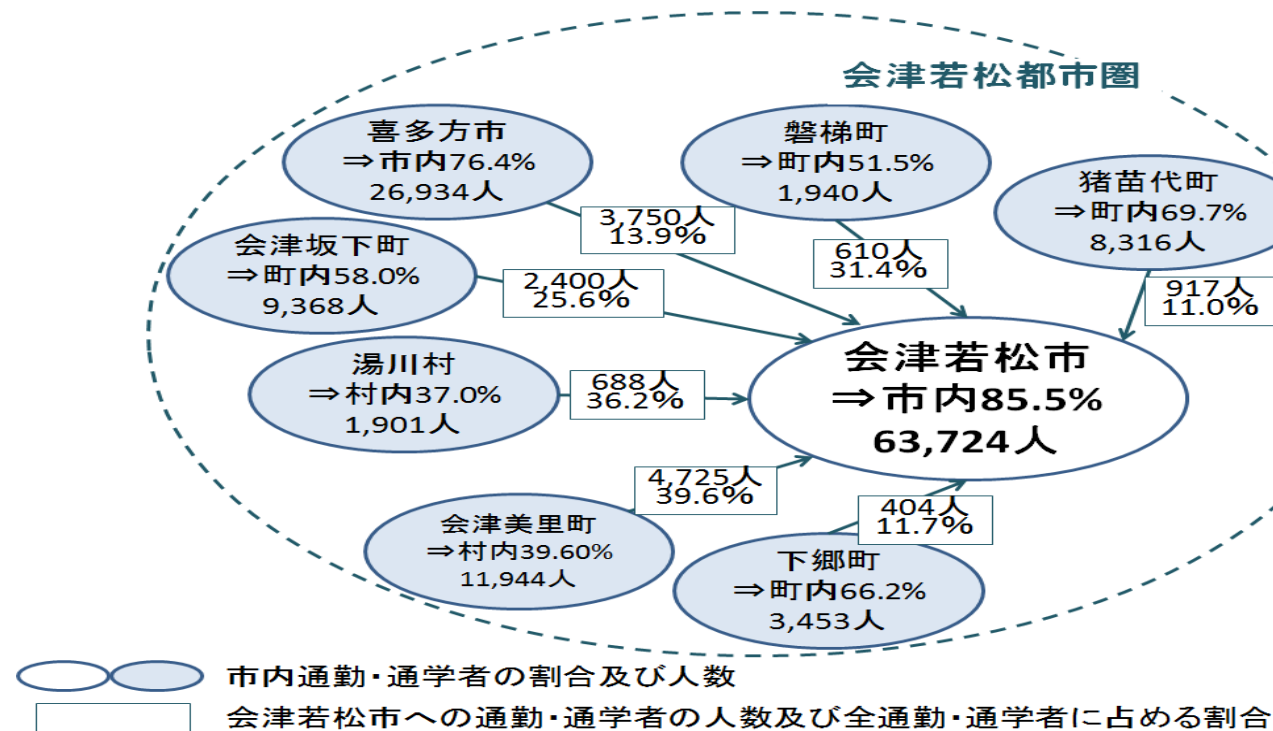 会津若松都市圏
喜多方市
⇒市内76.4%
26,934人
磐梯町
⇒町内51.5%
1,940人
猪苗代町
⇒町内69.7%
8,316人
3,750人
13.9%
610人
31.4%
会津坂下町
⇒町内58.0%
9,368人
2,400人
25.6%
917人
11.0%
湯川村
⇒村内37.0%
1,901人
688人
36.2%
会津若松市
⇒市内85.5%
63,724人
4,725人
39.6%
404人
11.7%
会津美里町
⇒村内39.60%
11,944人
下郷町
⇒町内66.2%
3,453人
市内通勤・通学者の割合及び人数
会津若松市への通勤・通学者の人数及び全通勤・通学者に占める割合